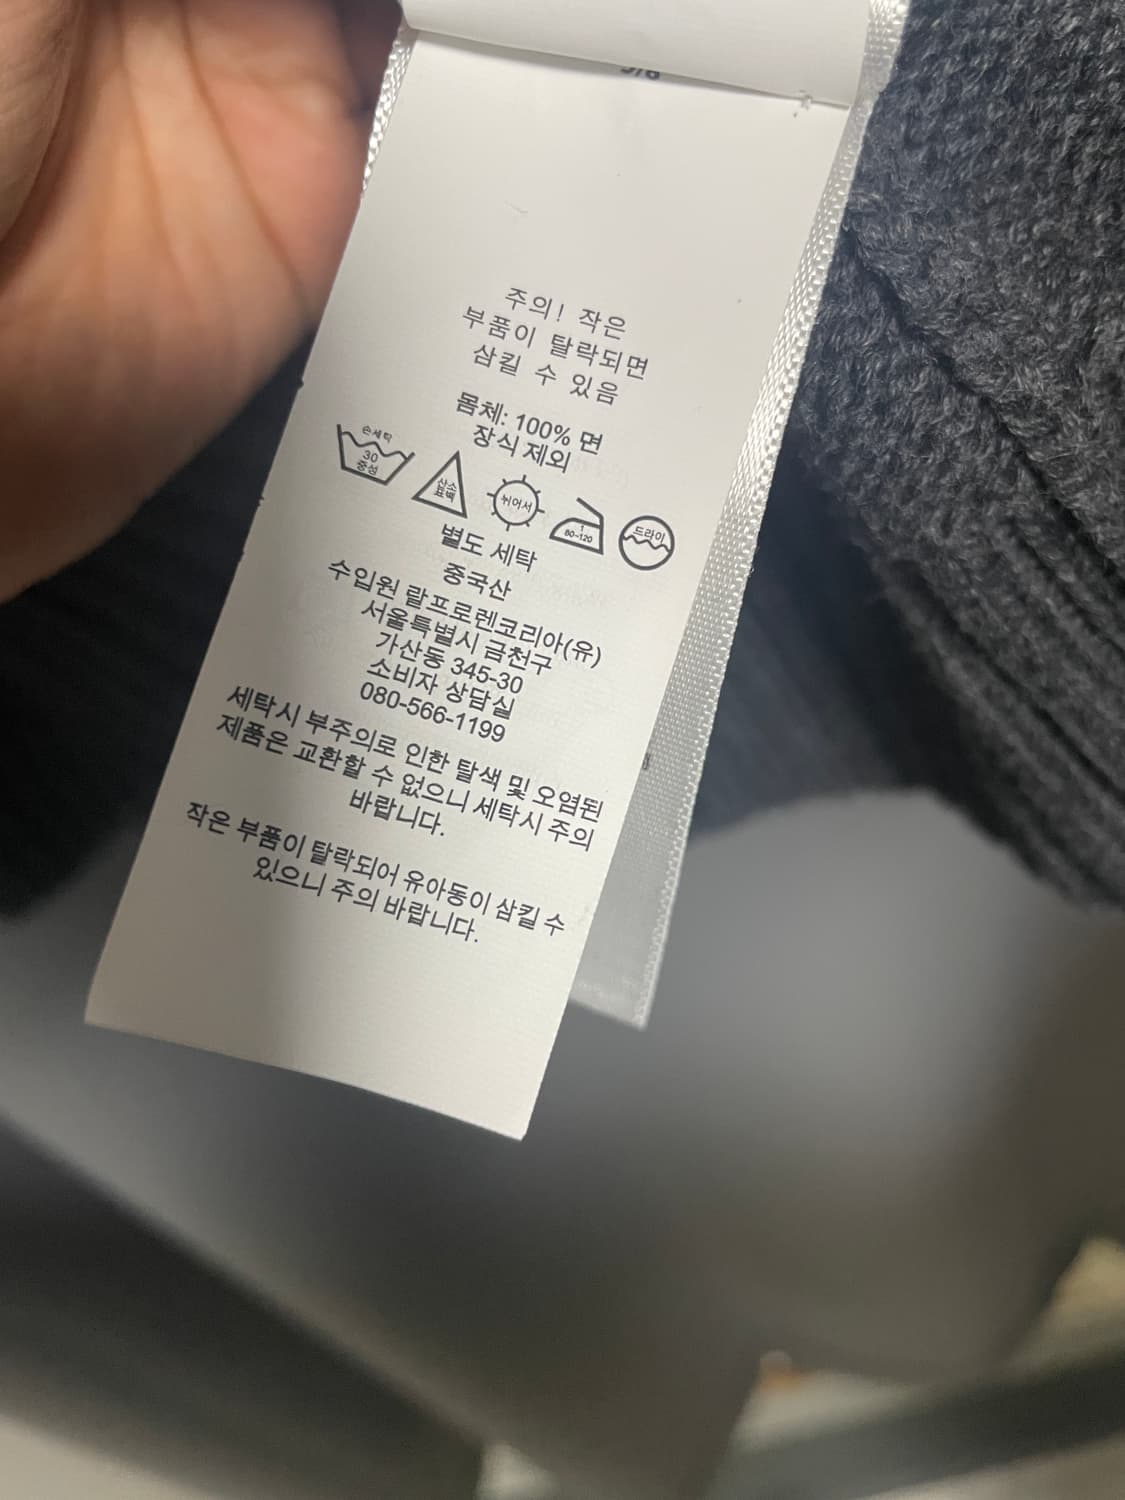 주의! 작은
부품이 탈락되면
삼킬 수 있음
몸체: 100% 면
장식 제외
손세탁
30
중성
산소
표백
뉘어서
1
80~120
드라이
별도 세탁
중국산
수입원 랄프로렌코리아(유)
서울특별시 금천구
가산동 345-30
소비자 상담실
080-566-1199
세탁시 부주의로 인한 탈색 및 오염된
제품은 교환할 수 없으니 세탁시 주의
바랍니다.
작은 부품이 탈락되어 유아동이 삼킬 수
있으니 주의 바랍니다.